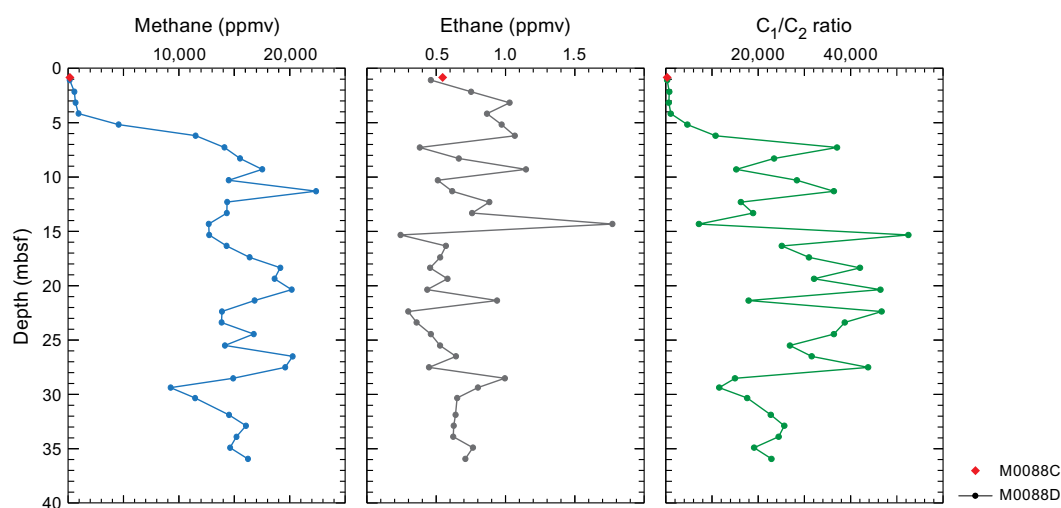 Methane (ppmv)
10,000 20,000
Ethane (ppmv)
0.5 1.0 1.5
C₁/C₂ ratio
20,000 40,000
Depth (mbsf)
0
5
10
15
20
25
30
35
40
M0088C
M0088D